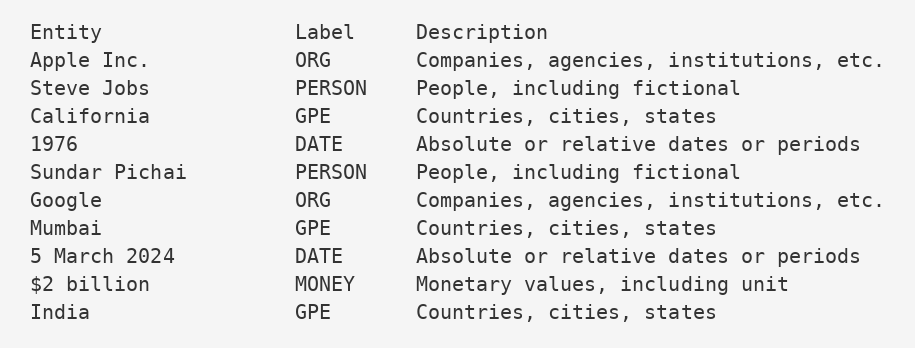 Entity Label Description
Apple Inc. ORG Companies, agencies, institutions, etc.
Steve Jobs PERSON People, including fictional
California GPE Countries, cities, states
1976 DATE Absolute or relative dates or periods
Sundar Pichai PERSON People, including fictional
Google ORG Companies, agencies, institutions, etc.
Mumbai GPE Countries, cities, states
5 March 2024 DATE Absolute or relative dates or periods
$2 billion MONEY Monetary values, including unit
India GPE Countries, cities, states